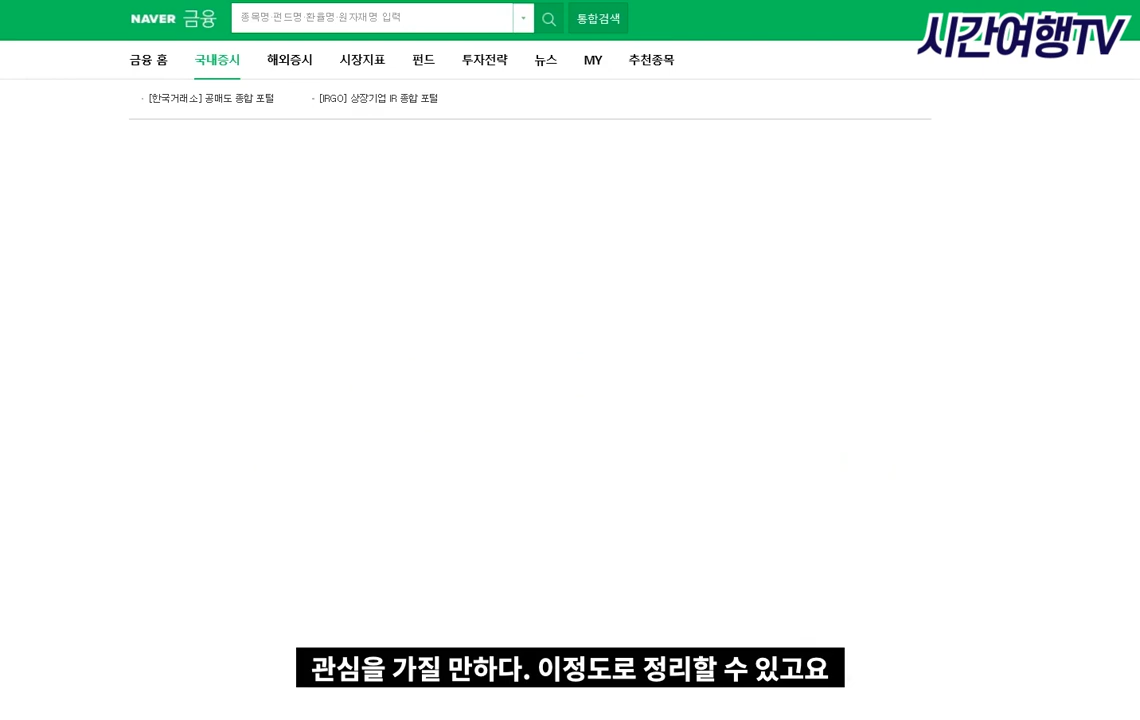 NAVER 금융 종목명·펀드명·환율명·원자재명 입력 통합검색
시간여행TV
금융 홈 국내증시 해외증시 시장지표 펀드 투자전략 뉴스 MY 추천종목
· [한국거래소] 공매도 종합 포털 · [IRGO] 상장기업 IR 종합 포털
관심을 가질 만하다. 이정도로 정리할 수 있고요